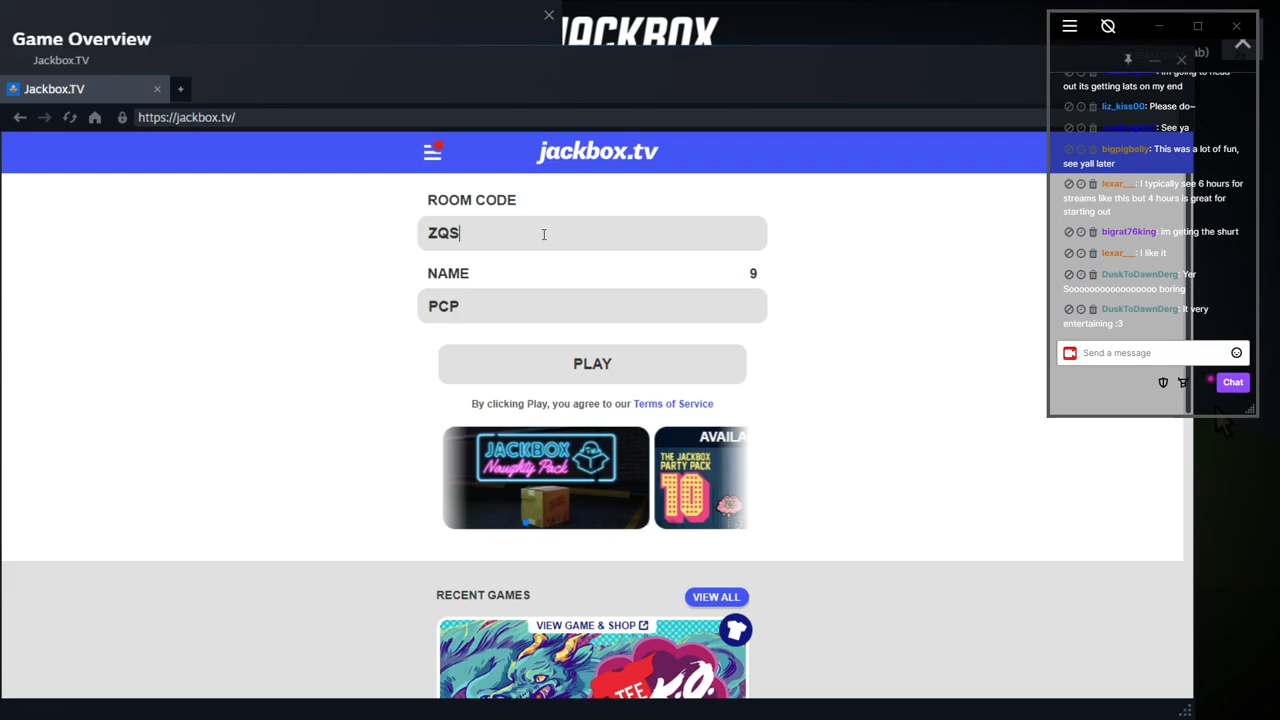 Game Overview
Jackbox.TV
JACKBOX
Jackbox.TV
https://jackbox.tv/
jackbox.tv
ROOM CODE
ZQS
NAME 9
PCP
PLAY
By clicking Play, you agree to our Terms of Service
JACKBOX
Naughty Pack
AVAILA
THE JACKBOX
PARTY PACK
10
RECENT GAMES
VIEW ALL
VIEW GAME & SHOP
TEE
K.O.
out its getting lats on my end
liz_kiss00: Please do~
: See ya
bigpigbelly: This was a lot of fun,
see yall later
lexar___: I typically see 6 hours for
streams like this but 4 hours is great for
starting out
bigrat76king: im geting the shurt
lexar___: I like it
DuskToDawnDerg: Yer
Sooooooooooooooooo boring
DuskToDawnDerg: It very
entertaining :3
Send a message
Chat